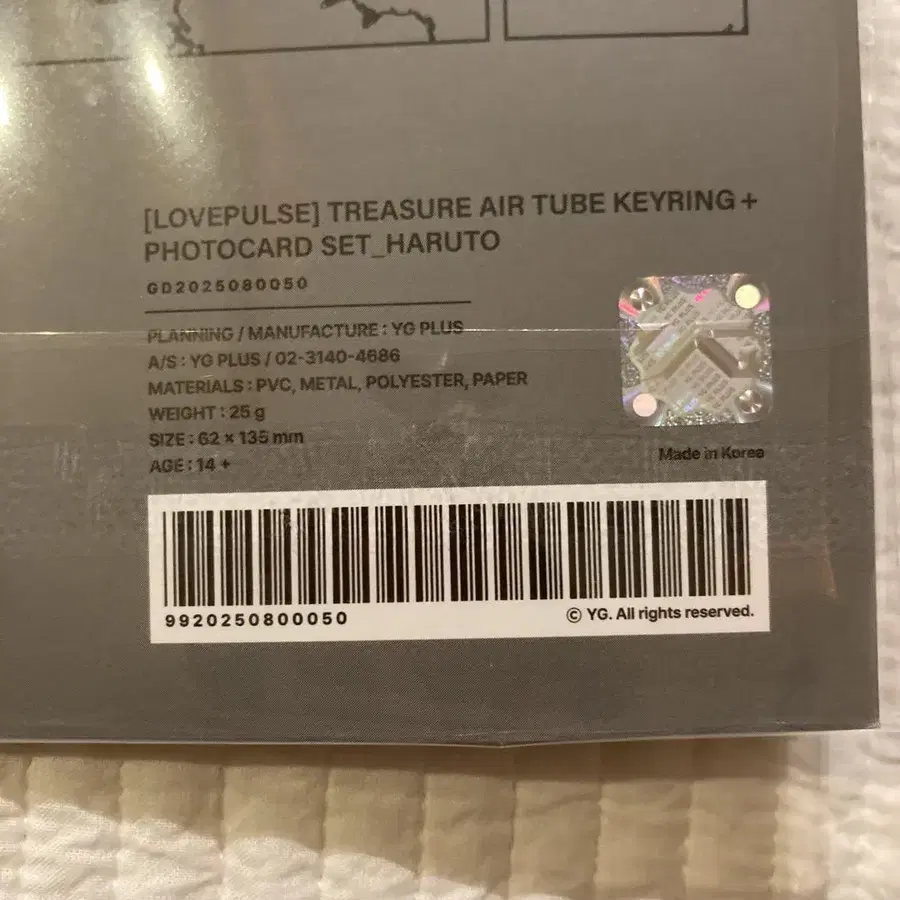 [LOVEPULSE] TREASURE AIR TUBE KEYRING +
PHOTOCARD SET_HARUTO
GD2025080050
PLANNING / MANUFACTURE : YG PLUS
A/S : YG PLUS / 02-3140-4686
MATERIALS : PVC, METAL, POLYESTER, PAPER
WEIGHT : 25 g
SIZE : 62 × 135 mm
AGE : 14 +
Made in Korea
9920250800050
© YG. All rights reserved.